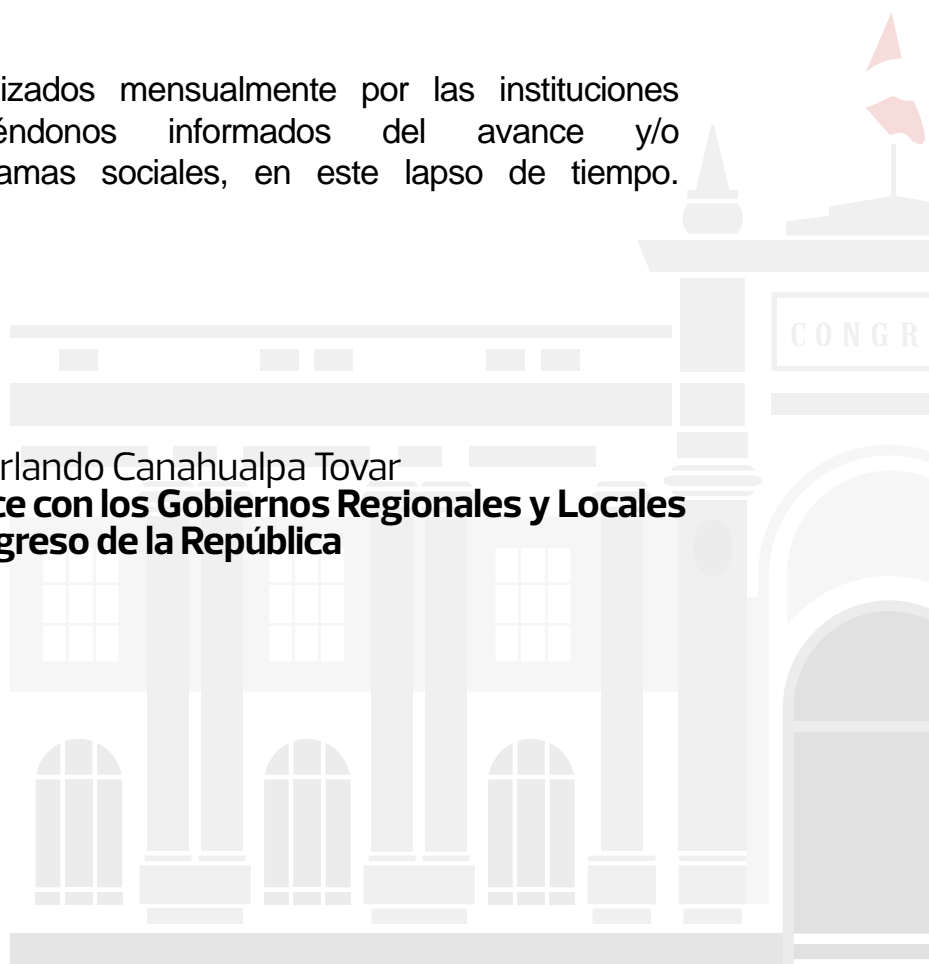 izados mensualmente por las instituciones
éndonos informados del avance y/o
amas sociales, en este lapso de tiempo.
CONGR
rlando Canahualpa Tovar
ce con los Gobiernos Regionales y Locales
greso de la República